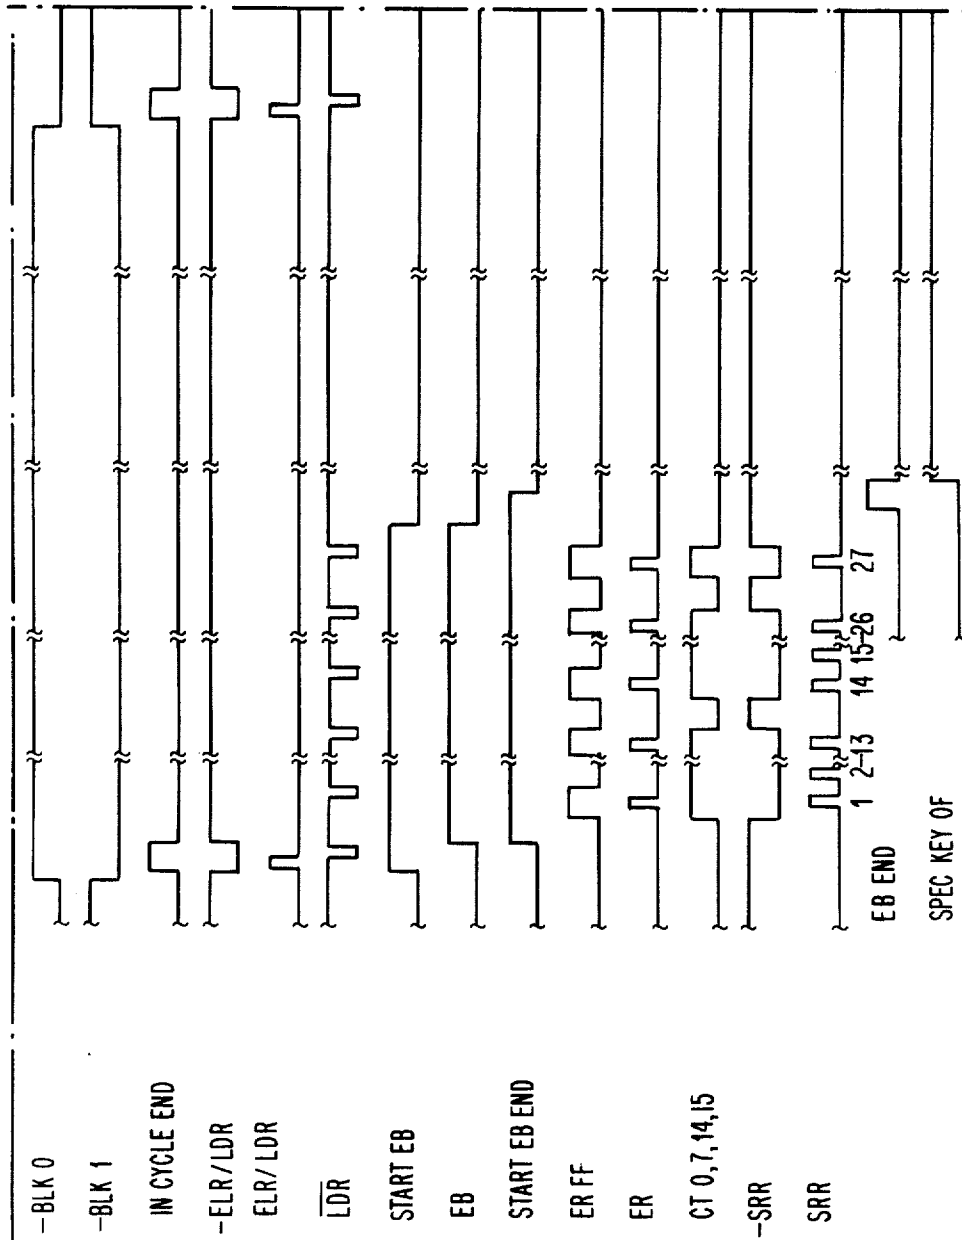 -BLK 0
-BLK 1
IN CYCLE END
-ELR/LDR
ELR/LDR
LDR
START EB
EB
START EB END
ER FF
ER
CT 0,7,14,15
-SRR
SRR
1 2-13 14 15-26 27
EB END
SPEC KEY OF